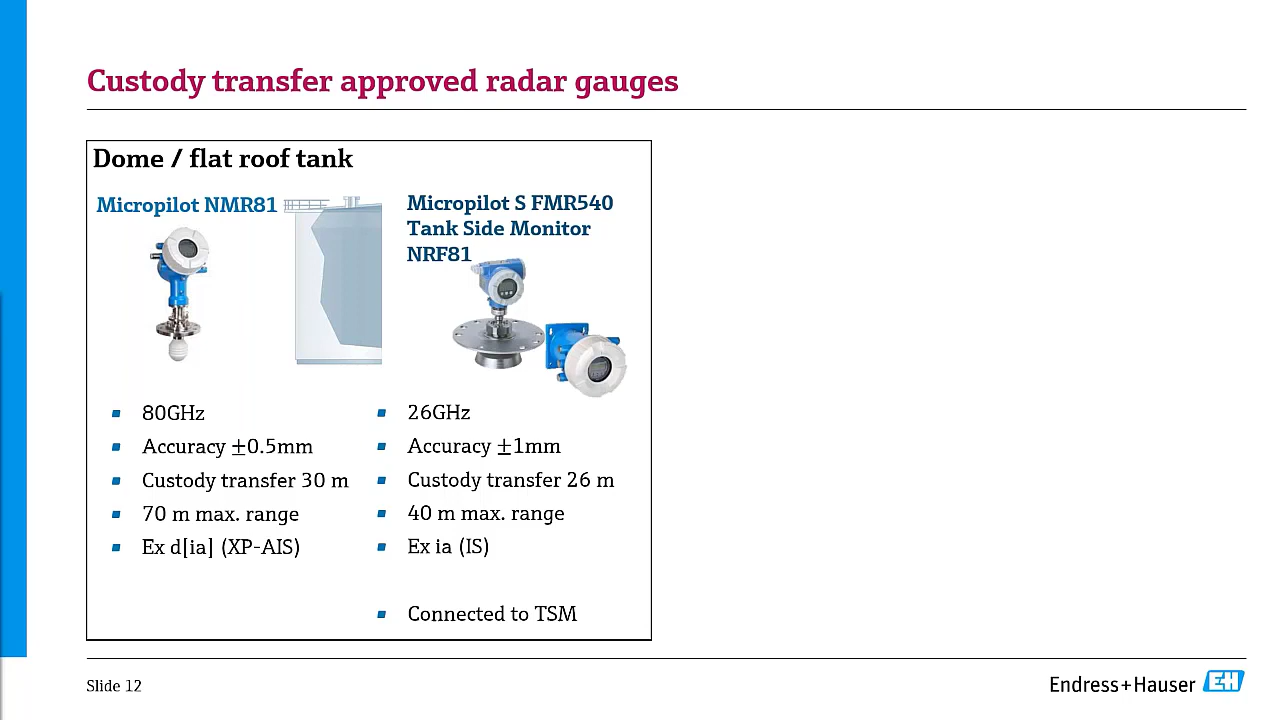 Custody transfer approved radar gauges
Dome / flat roof tank
Micropilot NMR81
80GHz
Accuracy ±0.5mm
Custody transfer 30 m
70 m max. range
Ex d[ia] (XP-AIS)
Micropilot S FMR540
Tank Side Monitor
NRF81
26GHz
Accuracy ±1mm
Custody transfer 26 m
40 m max. range
Ex ia (IS)
Connected to TSM
Slide 12
Endress+Hauser
EH